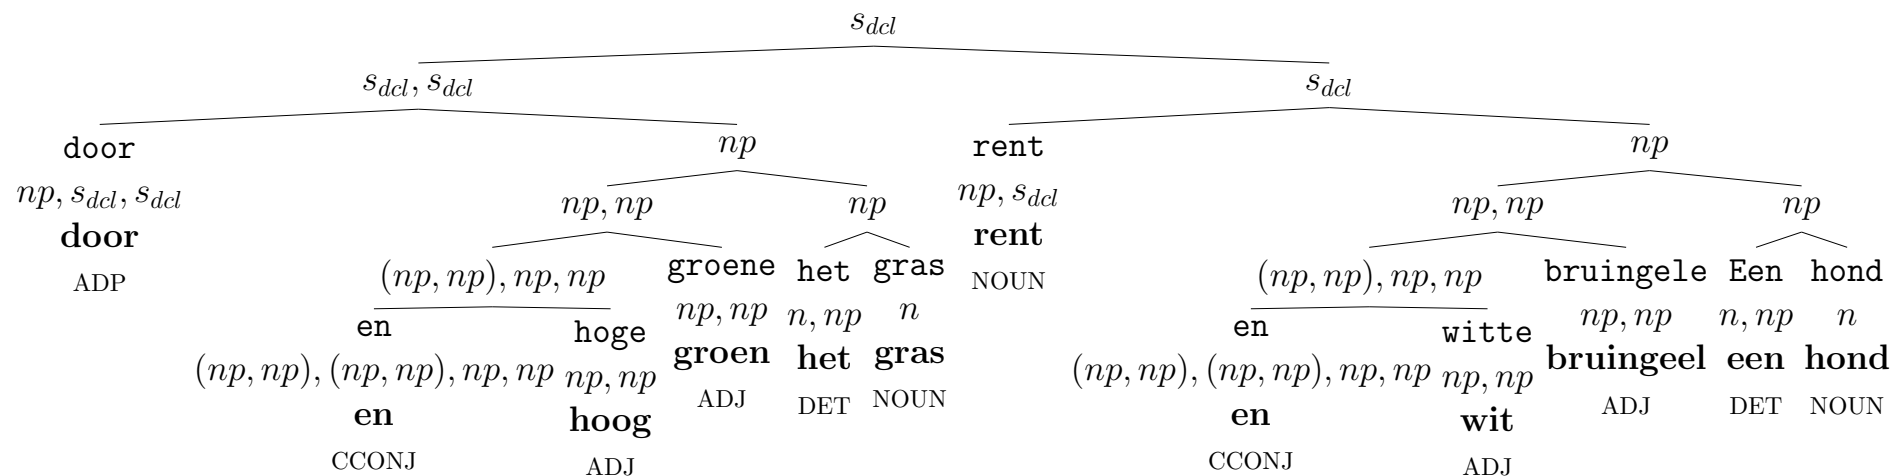 s_dcl
s_dcl, s_dcl s_dcl
door np rent np
np, s_dcl, s_dcl np, np np np, s_dcl np, np np
door (np, np), np, np groene het gras rent (np, np), np, np bruingele Een hond
ADP en hoge np, np n, np n NOUN en witte np, np n, np n
(np, np), (np, np), np, np np, np groen het gras (np, np), (np, np), np, np np, np bruingeel een hond
en hoog ADJ DET NOUN en wit ADJ DET NOUN
CCONJ ADJ CCONJ ADJ